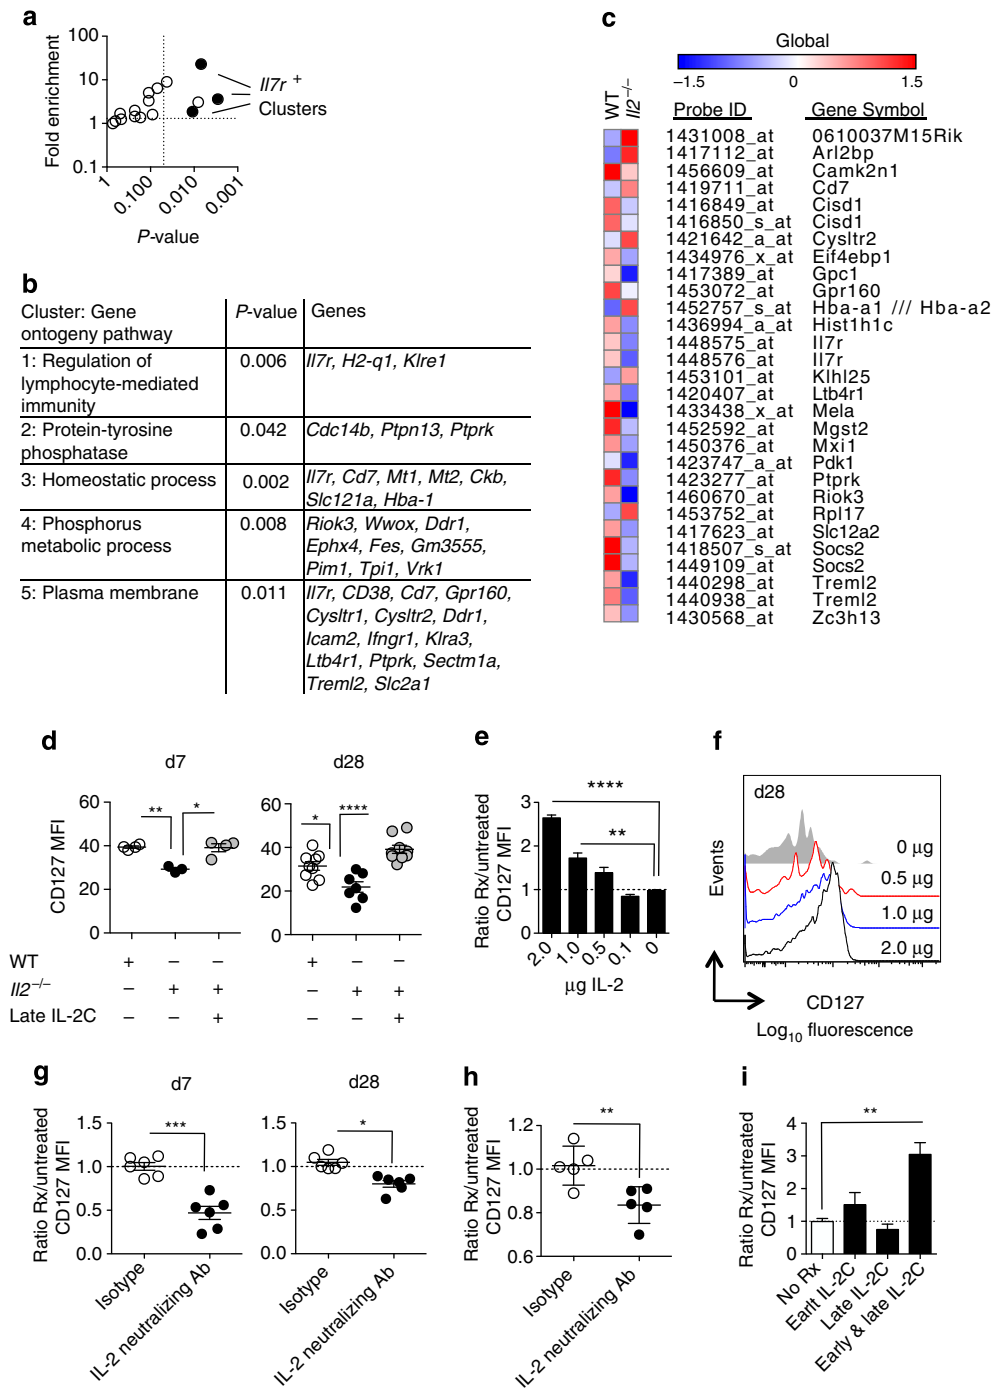 a
Fold enrichment
100
10
1
0.1
1
0.100
0.010
0.001
P-value
Il7r +
Clusters
b
Cluster: Gene ontogeny pathway
P-value
Genes
1: Regulation of lymphocyte-mediated immunity
0.006
Il7r, H2-q1, Klre1
2: Protein-tyrosine phosphatase
0.042
Cdc14b, Ptpn13, Ptprk
3: Homeostatic process
0.002
Il7r, Cd7, Mt1, Mt2, Ckb,
Slc121a, Hba-1
4: Phosphorus metabolic process
0.008
Riok3, Wwox, Ddr1,
Ephx4, Fes, Gm3555,
Pim1, Tpi1, Vrk1
5: Plasma membrane
0.011
Il7r, CD38, Cd7, Gpr160,
Cysltr1, Cysltr2, Ddr1,
Icam2, Ifngr1, Klra3,
Ltb4r1, Ptprk, Sectm1a,
Treml2, Slc2a1
c
Global
−1.5 0 1.5
WT Il2−/− Probe ID Gene Symbol
1431008_at 0610037M15Rik
1417112_at Arl2bp
1456609_at Camk2n1
1419711_at Cd7
1416849_at Cisd1
1416850_s_at Cisd1
1421642_a_at Cysltr2
1434976_x_at Eif4ebp1
1417389_at Gpc1
1453072_at Gpr160
1452757_s_at Hba-a1 /// Hba-a2
1436994_a_at Hist1h1c
1448575_at Il7r
1448576_at Il7r
1453101_at Klhl25
1420407_at Ltb4r1
1433438_x_at Mela
1452592_at Mgst2
1450376_at Mxi1
1423747_a_at Pdk1
1423277_at Ptprk
1460670_at Riok3
1453752_at Rpl17
1417623_at Slc12a2
1418507_s_at Socs2
1449109_at Socs2
1440298_at Treml2
1440938_at Treml2
1430568_at Zc3h13
d
d7
CD127 MFI
60
40
20
0
** *
d28
60
40
20
0
* ****
WT + − − + − −
Il2−/− − + + − + +
Late IL-2C − − + − − +
e
Ratio Rx/untreated
CD127 MFI
3
2
1
0
****
**
2.0 1.0 0.5 0.1 0
μg IL-2
f
d28
Events
0 μg
0.5 μg
1.0 μg
2.0 μg
CD127
Log10 fluorescence
g
d7
Ratio Rx/untreated
CD127 MFI
1.5
1.0
0.5
0.0
***
Isotype
IL-2 neutralizing Ab
d28
1.5
1.0
0.5
0.0
*
Isotype
IL-2 neutralizing Ab
h
Ratio Rx/untreated
CD127 MFI
1.2
1.0
0.8
0.6
**
Isotype
IL-2 neutralizing Ab
i
Ratio Rx/untreated
CD127 MFI
4
3
2
1
0
**
No Rx
Earlt IL-2C
Late IL-2C
Early & late IL-2C